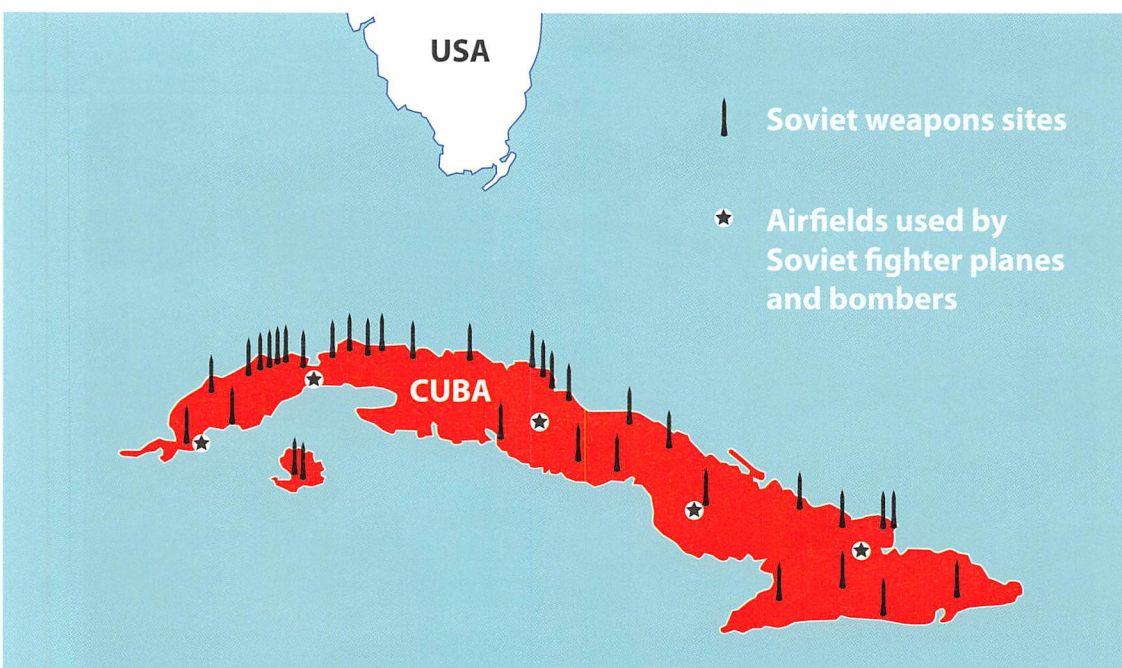 USA
Soviet weapons sites
Airfields used by
Soviet fighter planes
and bombers
CUBA